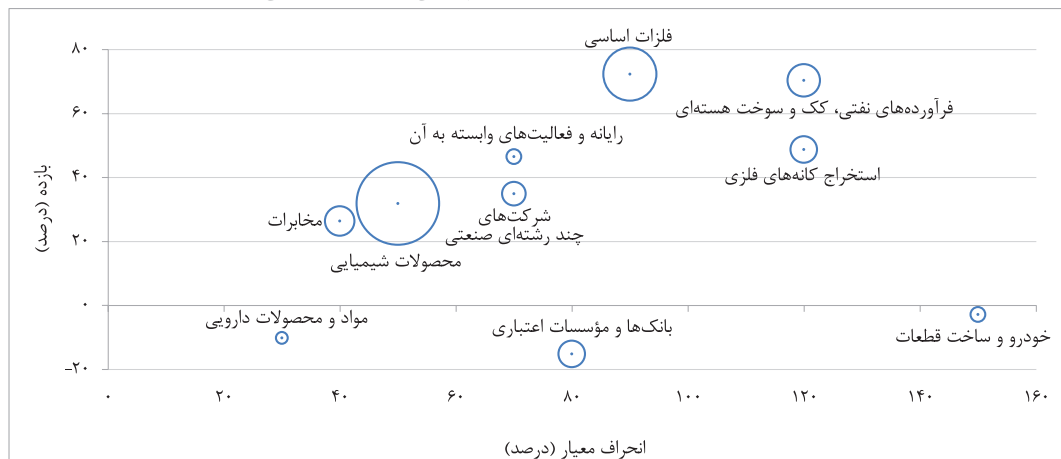 فلزات اساسی
۸۰
فرآورده‌های نفتی، کک و سوخت هسته‌ای
۶۰
رایانه و فعالیت‌های وابسته به آن
استخراج کانه‌های فلزی
۴۰
شرکت‌های
چند رشته‌ای صنعتی
مخابرات
۲۰
محصولات شیمیایی
۰
مواد و محصولات دارویی
بانک‌ها و مؤسسات اعتباری
خودرو و ساخت قطعات
−۲۰
بازده (درصد)
۰ ۲۰ ۴۰ ۶۰ ۸۰ ۱۰۰ ۱۲۰ ۱۴۰ ۱۶۰
انحراف معیار (درصد)